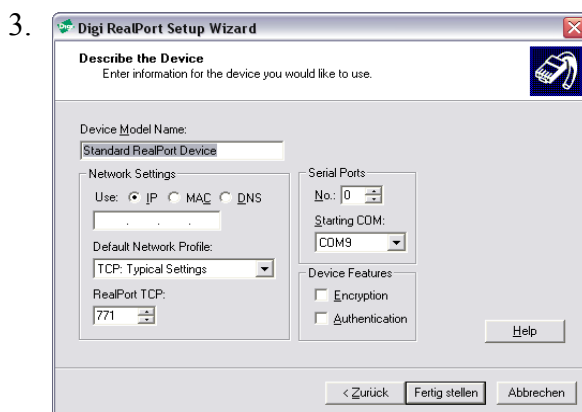 3.
Digi RealPort Setup Wizard
Describe the Device
Enter information for the device you would like to use.
Device Model Name:
Standard RealPort Device
Network Settings
Use: IP MAC DNS
. . .
Default Network Profile:
TCP: Typical Settings
RealPort TCP:
771
Serial Ports
No.: 0
Starting COM:
COM9
Device Features
Encryption
Authentication
Help
< Zurück Fertig stellen Abbrechen